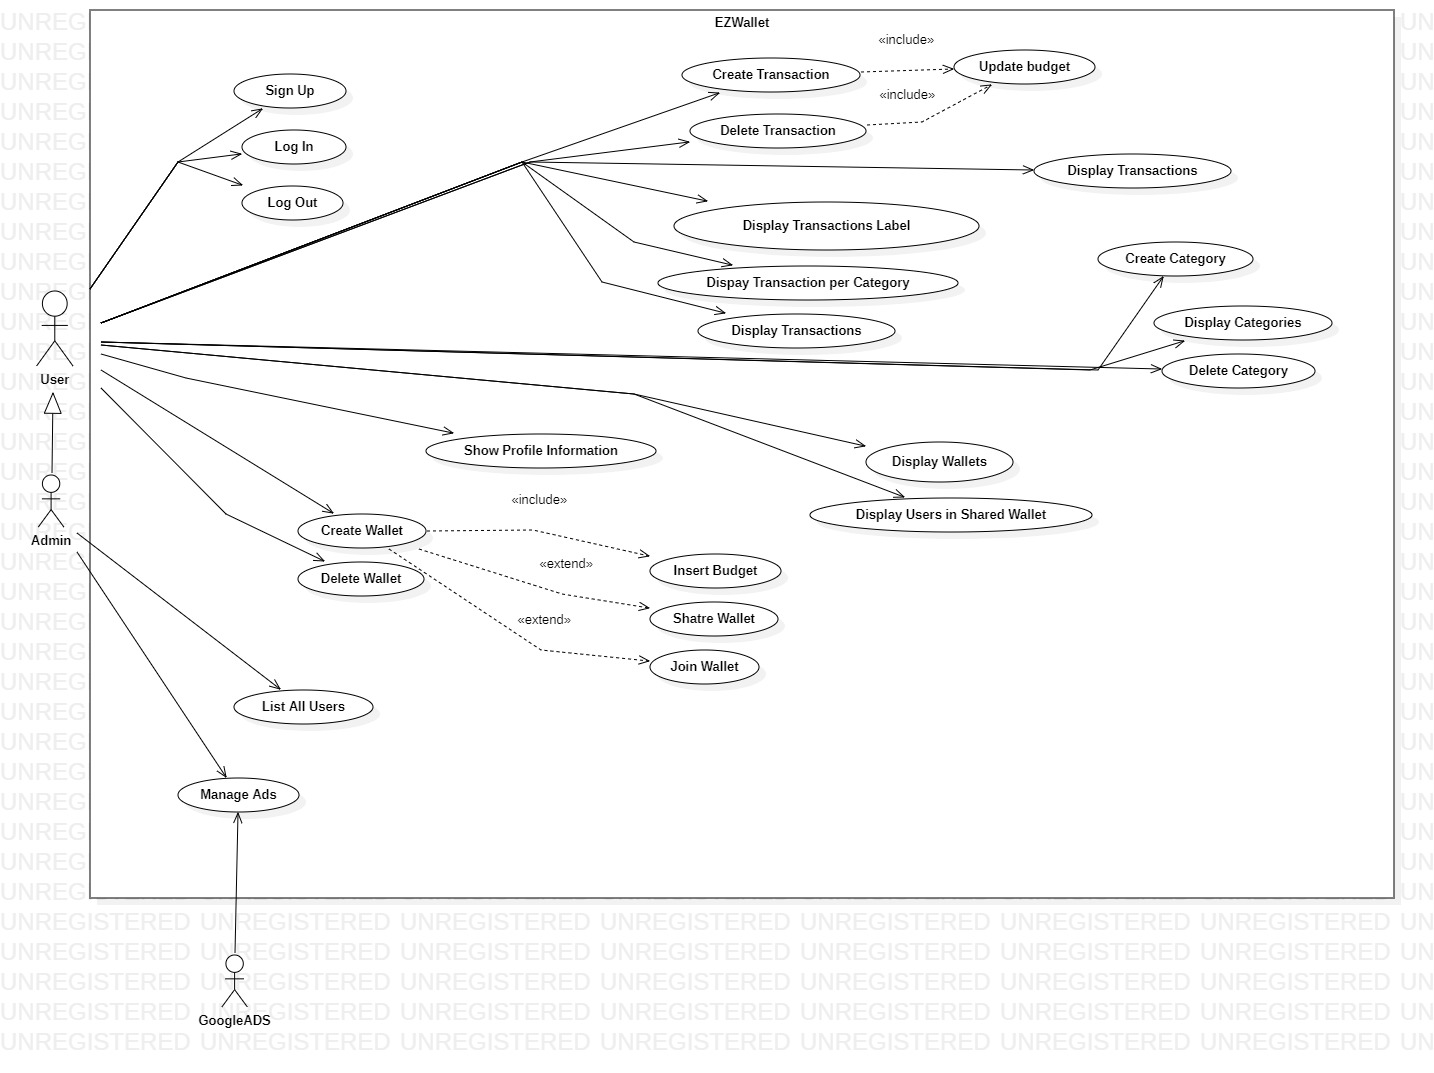 EZWallet
«include»
Create Transaction
Update budget
Sign Up
«include»
Delete Transaction
Log In
Display Transactions
Log Out
Display Transactions Label
Create Category
Dispay Transaction per Category
Display Categories
Display Transactions
Delete Category
User
Show Profile Information
Display Wallets
«include»
Display Users in Shared Wallet
Create Wallet
Admin
«extend»
Insert Budget
Delete Wallet
«extend»
Shatre Wallet
Join Wallet
List All Users
Manage Ads
GoogleADS
UNREGISTERED UNREGISTERED UNREGISTERED UNREGISTERED UNREGISTERED UNREGISTERED UNREGISTERED UN
UNREGISTERED UNREGISTERED UNREGISTERED UNREGISTERED UNREGISTERED UNREGISTERED UNREGISTERED UN
UNREGISTERED UNREGISTERED UNREGISTERED UNREGISTERED UNREGISTERED UNREGISTERED UNREGISTERED UN
UNREGISTERED UNREGISTERED UNREGISTERED UNREGISTERED UNREGISTERED UNREGISTERED UNREGISTERED UN
UNREGISTERED UNREGISTERED UNREGISTERED UNREGISTERED UNREGISTERED UNREGISTERED UNREGISTERED UN